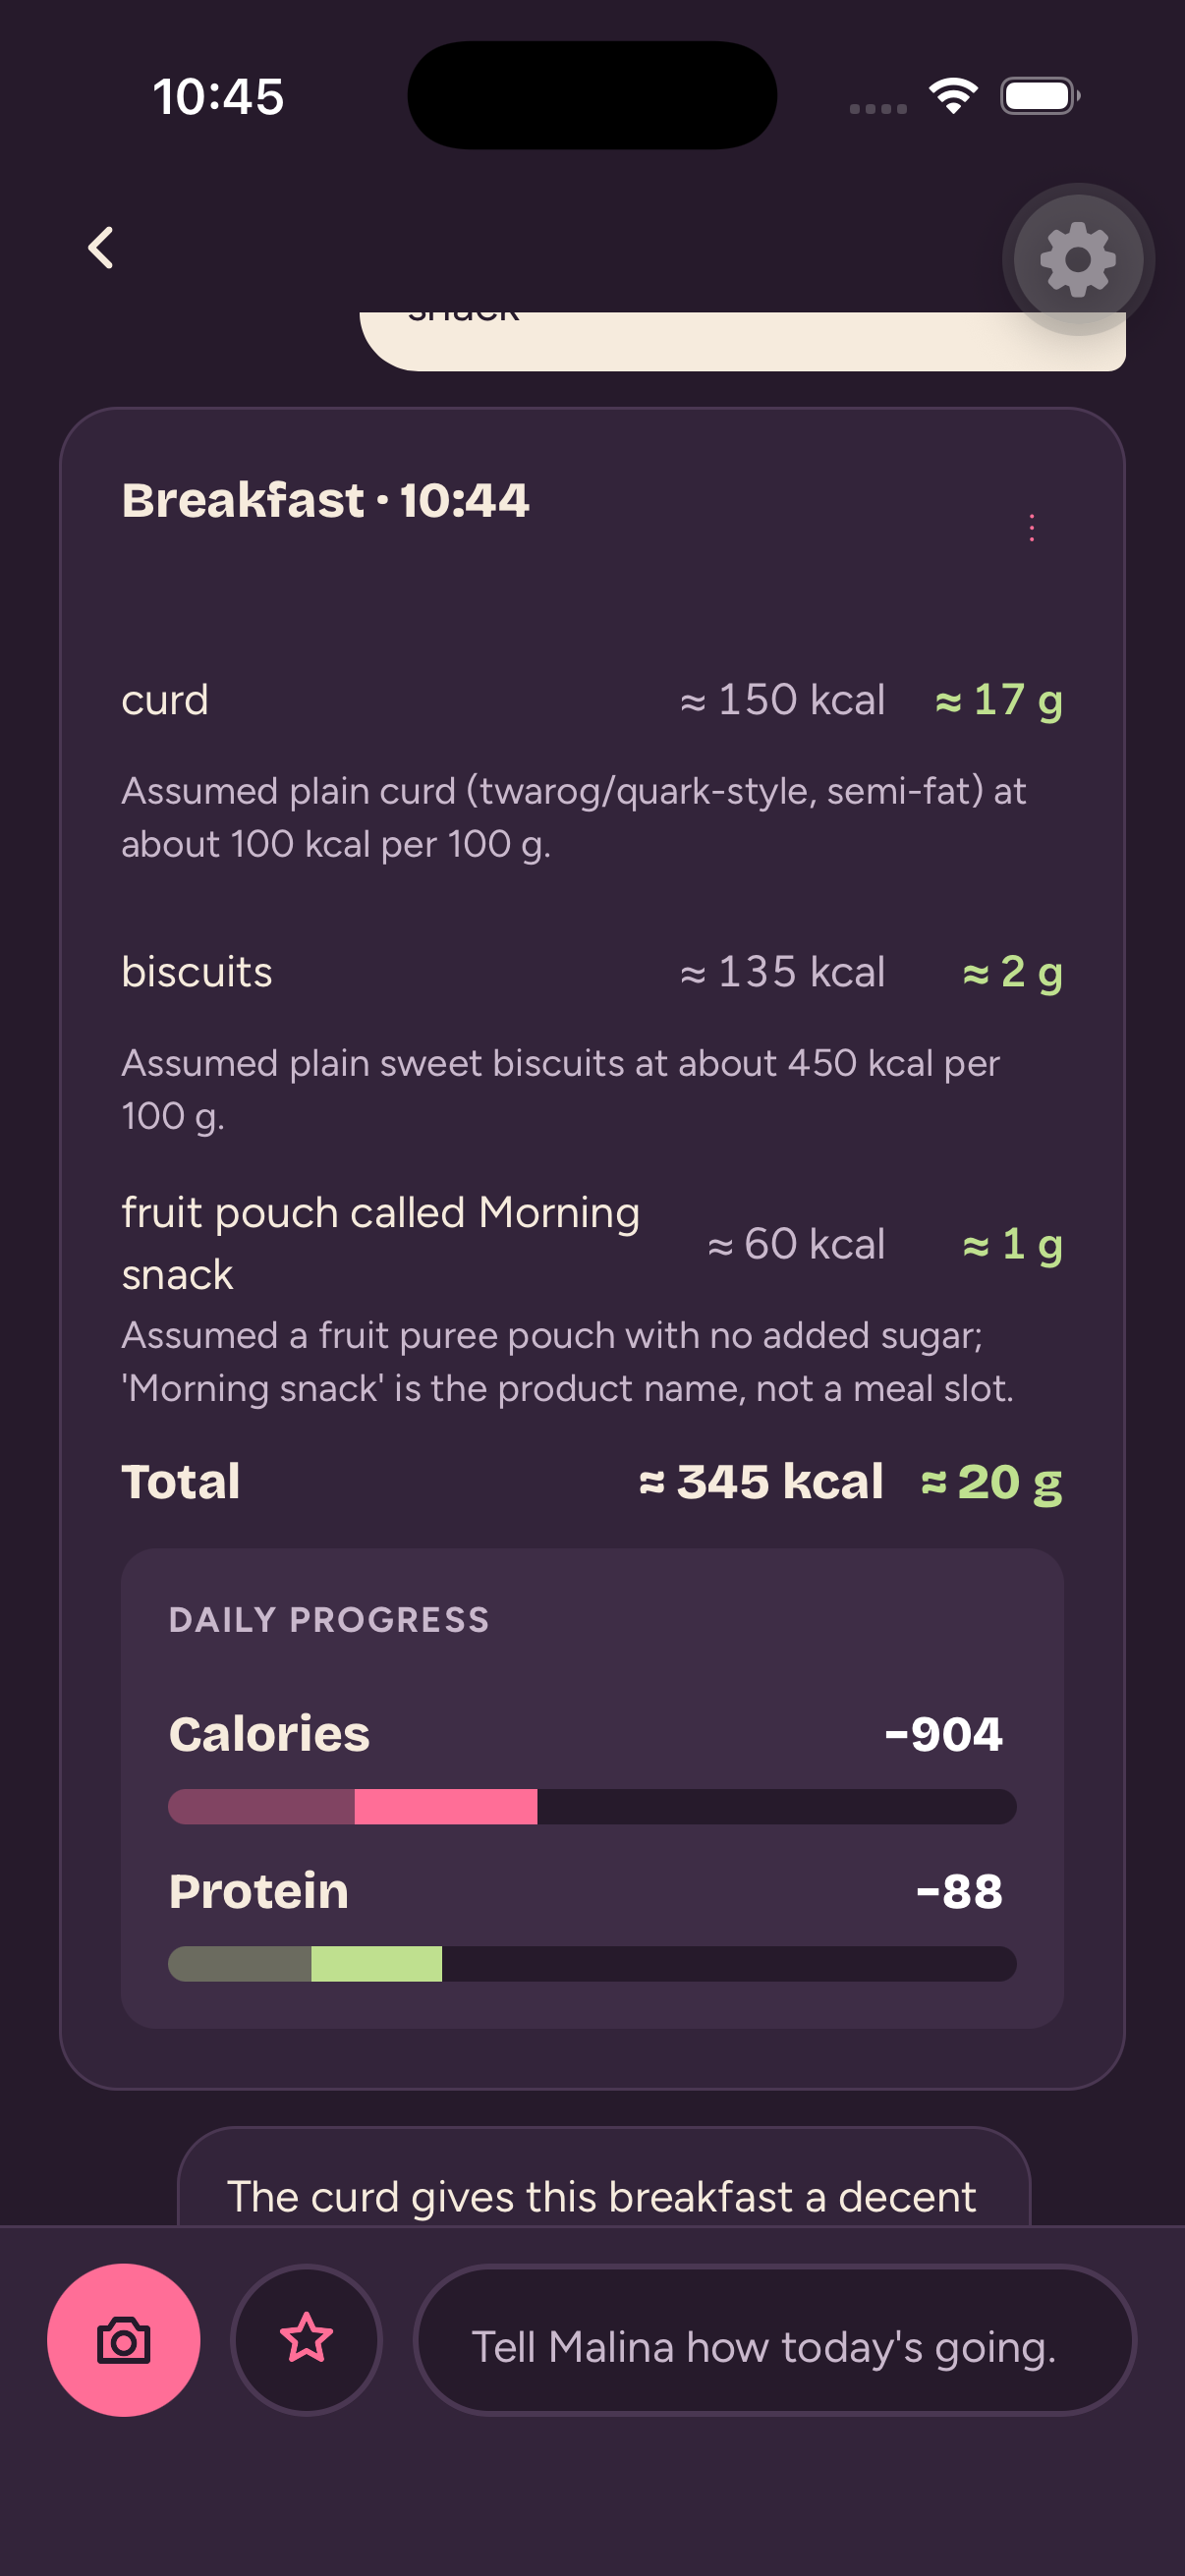 10:45
snack
Breakfast · 10:44
curd ≈ 150 kcal ≈ 17 g
Assumed plain curd (twarog/quark-style, semi-fat) at
about 100 kcal per 100 g.
biscuits ≈ 135 kcal ≈ 2 g
Assumed plain sweet biscuits at about 450 kcal per
100 g.
fruit pouch called Morning
snack ≈ 60 kcal ≈ 1 g
Assumed a fruit puree pouch with no added sugar;
'Morning snack' is the product name, not a meal slot.
Total ≈ 345 kcal ≈ 20 g
DAILY PROGRESS
Calories −904
Protein −88
The curd gives this breakfast a decent
Tell Malina how today's going.